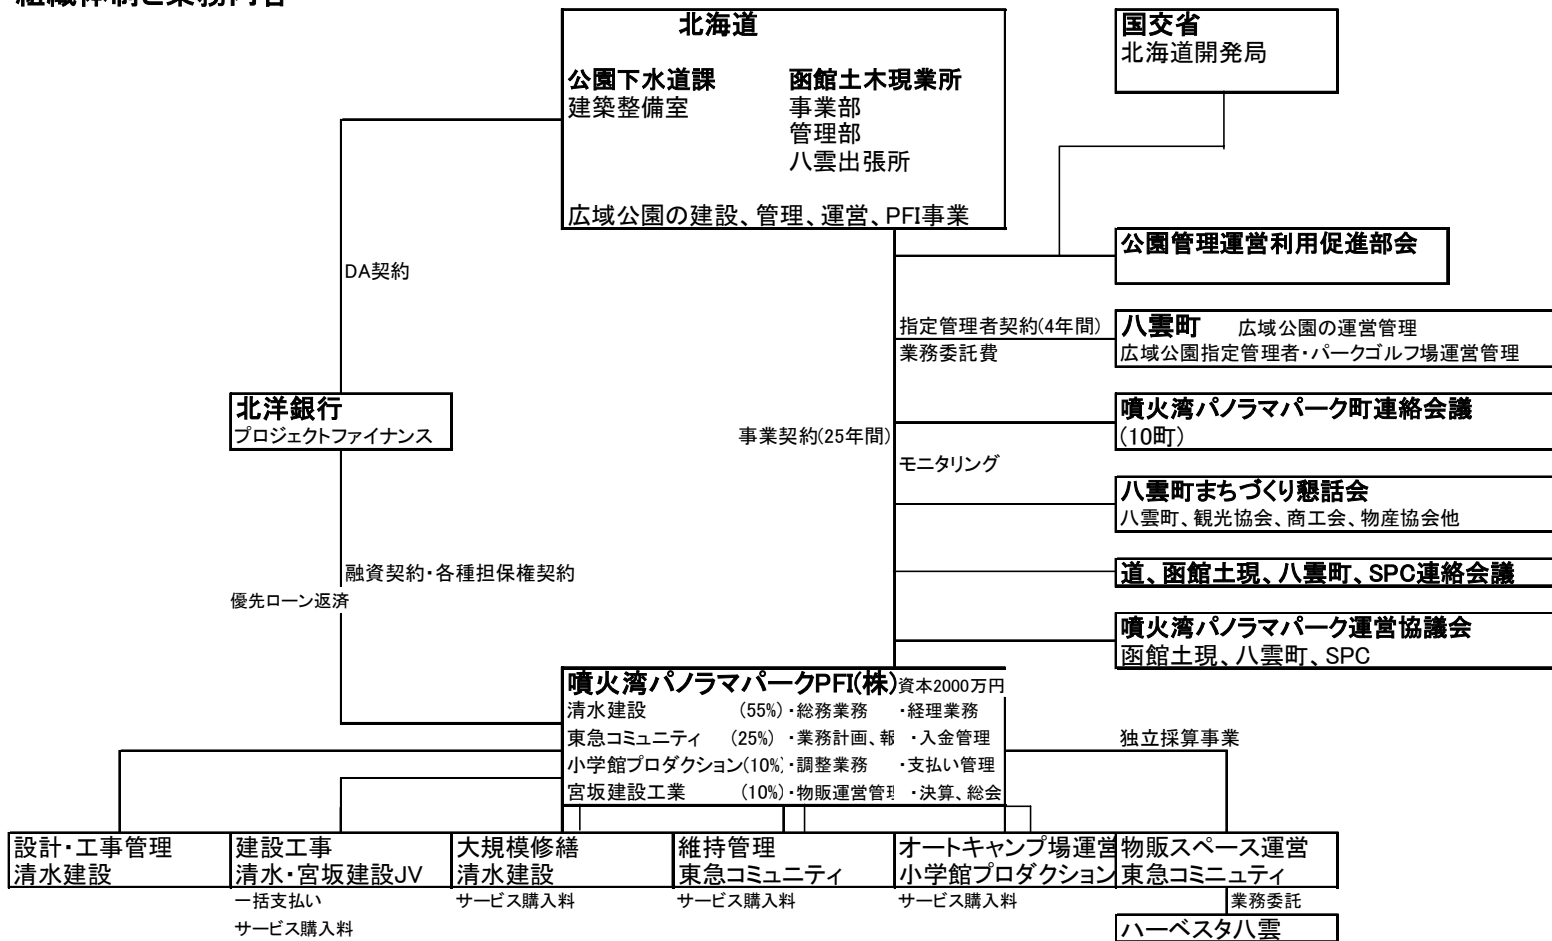 組織体制と業務内容
北海道
公園下水道課
建築整備室
函館土木現業所
事業部
管理部
八雲出張所
広域公園の建設、管理、運営、PFI事業
国交省
北海道開発局
公園管理運営利用促進部会
DA契約
指定管理者契約(4年間)
業務委託費
八雲町 広域公園の運営管理
広域公園指定管理者・パークゴルフ場運営管理
北洋銀行
プロジェクトファイナンス
事業契約(25年間)
モニタリング
噴火湾パノラマパーク町連絡会議
(10町)
八雲町まちづくり懇話会
八雲町、観光協会、商工会、物産協会他
融資契約・各種担保権契約
優先ローン返済
道、函館土現、八雲町、SPC連絡会議
噴火湾パノラマパーク運営協議会
函館土現、八雲町、SPC
噴火湾パノラマパークPFI(株)資本2000万円
清水建設 (55%)・総務業務 ・経理業務
東急コミュニティ (25%) ・業務計画、報 ・入金管理
小学館プロダクション(10%)・調整業務 ・支払い管理
宮坂建設工業 (10%)・物販運営管理 ・決算、総会
独立採算事業
設計・工事管理
清水建設
建設工事
清水・宮坂建設JV
一括支払い
サービス購入料
大規模修繕
清水建設
サービス購入料
維持管理
東急コミュニティ
サービス購入料
オートキャンプ場運営
小学館プロダクション
サービス購入料
物販スペース運営
東急コミニュティ
業務委託
ハーベスタ八雲